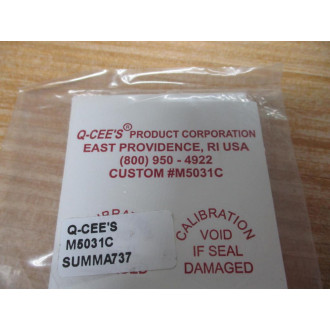 Q-CEE'S® PRODUCT CORPORATION
EAST PROVIDENCE, RI USA
(800) 950 - 4922
CUSTOM #M5031C
CALIBRATION
VOID
IF SEAL
DAMAGED
Q-CEE'S
M5031C
SUMMA737